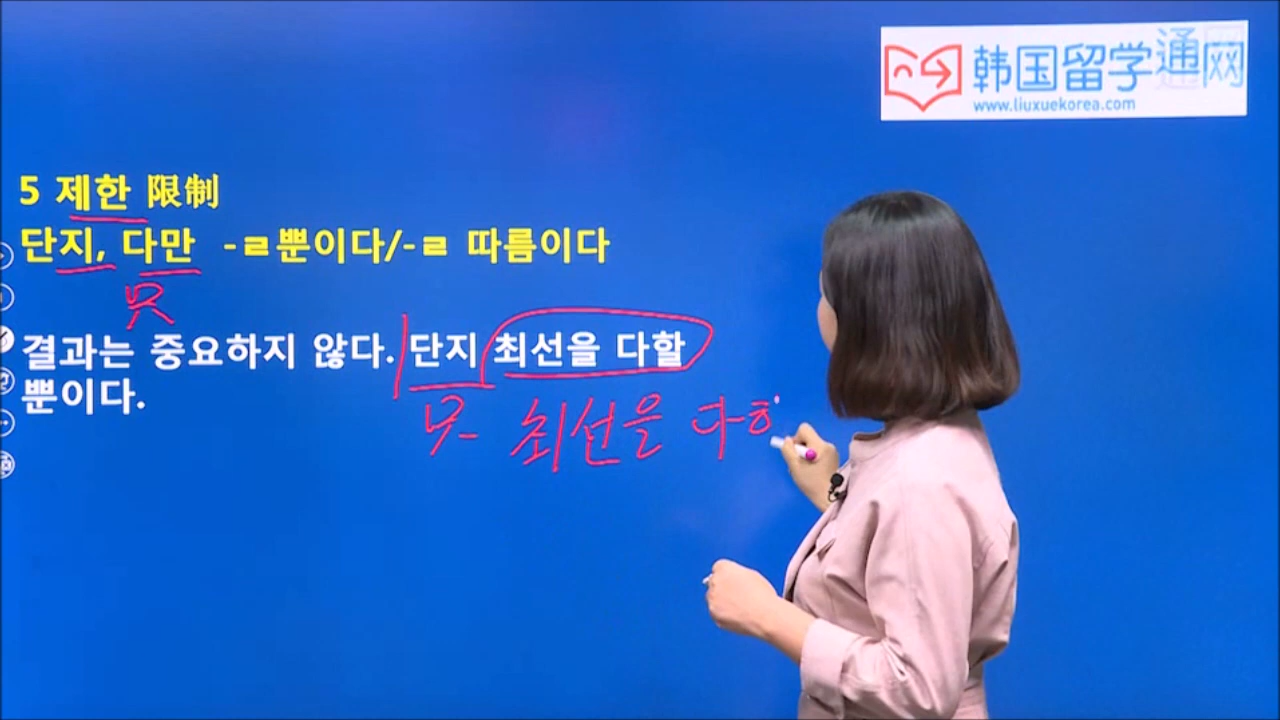 韩国留学通网
www.liuxuekorea.com
5 제한 限制
단지, 다만 -ㄹ뿐이다/-ㄹ 따름이다
只
결과는 중요하지 않다. 단지 최선을 다할
뿐이다.
只 최선을 다ㅎ